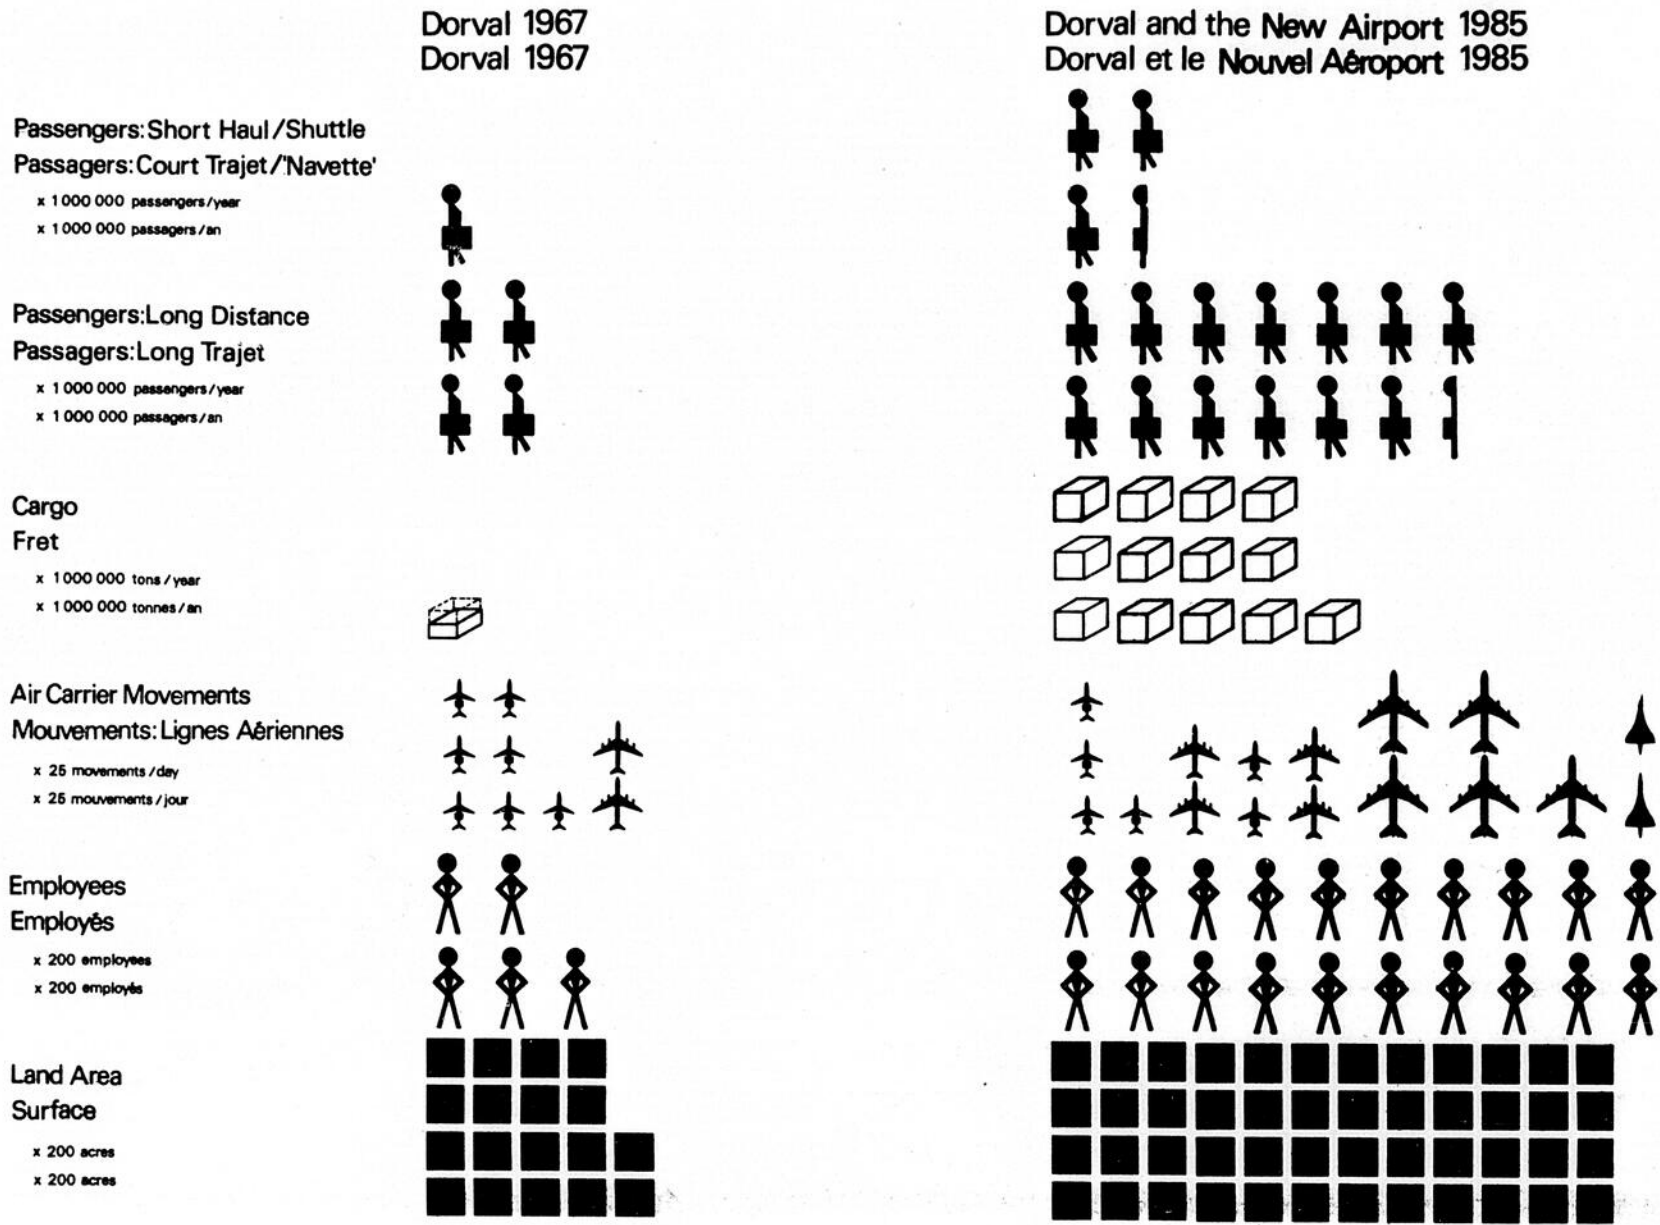 Dorval 1967
Dorval 1967
Dorval and the New Airport 1985
Dorval et le Nouvel Aéroport 1985
Passengers: Short Haul/Shuttle
Passagers: Court Trajet/'Navette'
x 1 000 000 passengers/year
x 1 000 000 passagers/an
Passengers: Long Distance
Passagers: Long Trajet
x 1 000 000 passengers/year
x 1 000 000 passagers/an
Cargo
Fret
x 1 000 000 tons/year
x 1 000 000 tonnes/an
Air Carrier Movements
Mouvements: Lignes Aériennes
x 25 movements/day
x 25 mouvements/jour
Employees
Employés
x 200 employees
x 200 employés
Land Area
Surface
x 200 acres
x 200 acres